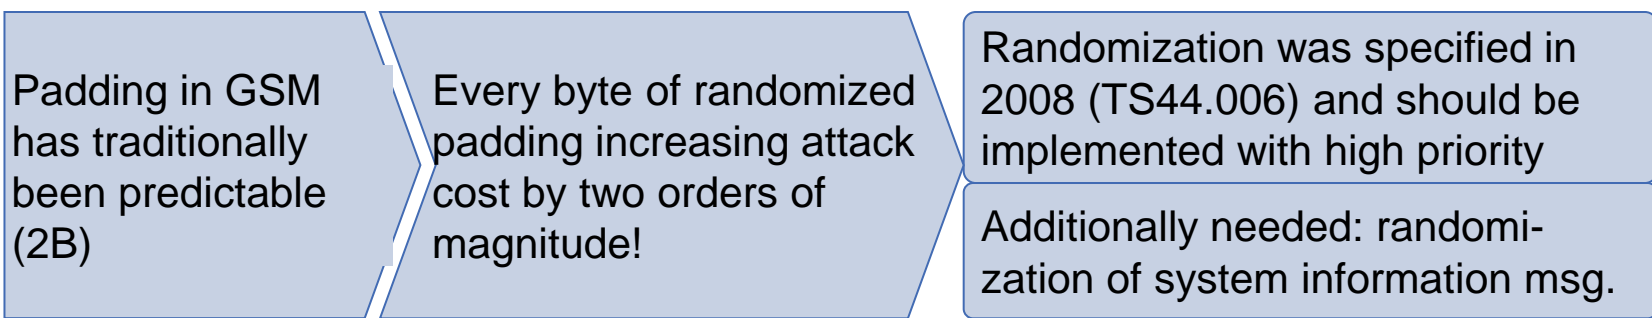 Padding in GSM
has traditionally
been predictable
(2B)
Every byte of randomized
padding increasing attack
cost by two orders of
magnitude!
Randomization was specified in
2008 (TS44.006) and should be
implemented with high priority
Additionally needed: randomi-
zation of system information msg.